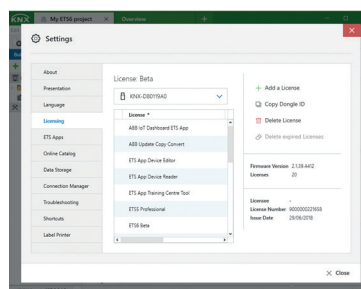 KNX
My ETS6 project
Overview
Settings
About
Presentation
Language
Licensing
ETS Apps
Online Catalog
Data Storage
Connection Manager
Troubleshooting
Shortcuts
Label Printer
License: Beta
KNX-DB0119A0
License
ABB IoT Dashboard ETS App
ABB Update Copy Convert
ETS App Device Editor
ETS App Device Reader
ETS App Training Centre Tool
ETS5 Professional
ETS6 Beta
Add a License
Copy Dongle ID
Delete License
Delete expired Licenses
Firmware Version 2.1.38.4412
Licenses 20
Licensee -
License Number
Issue Date 28/06/2018
Close